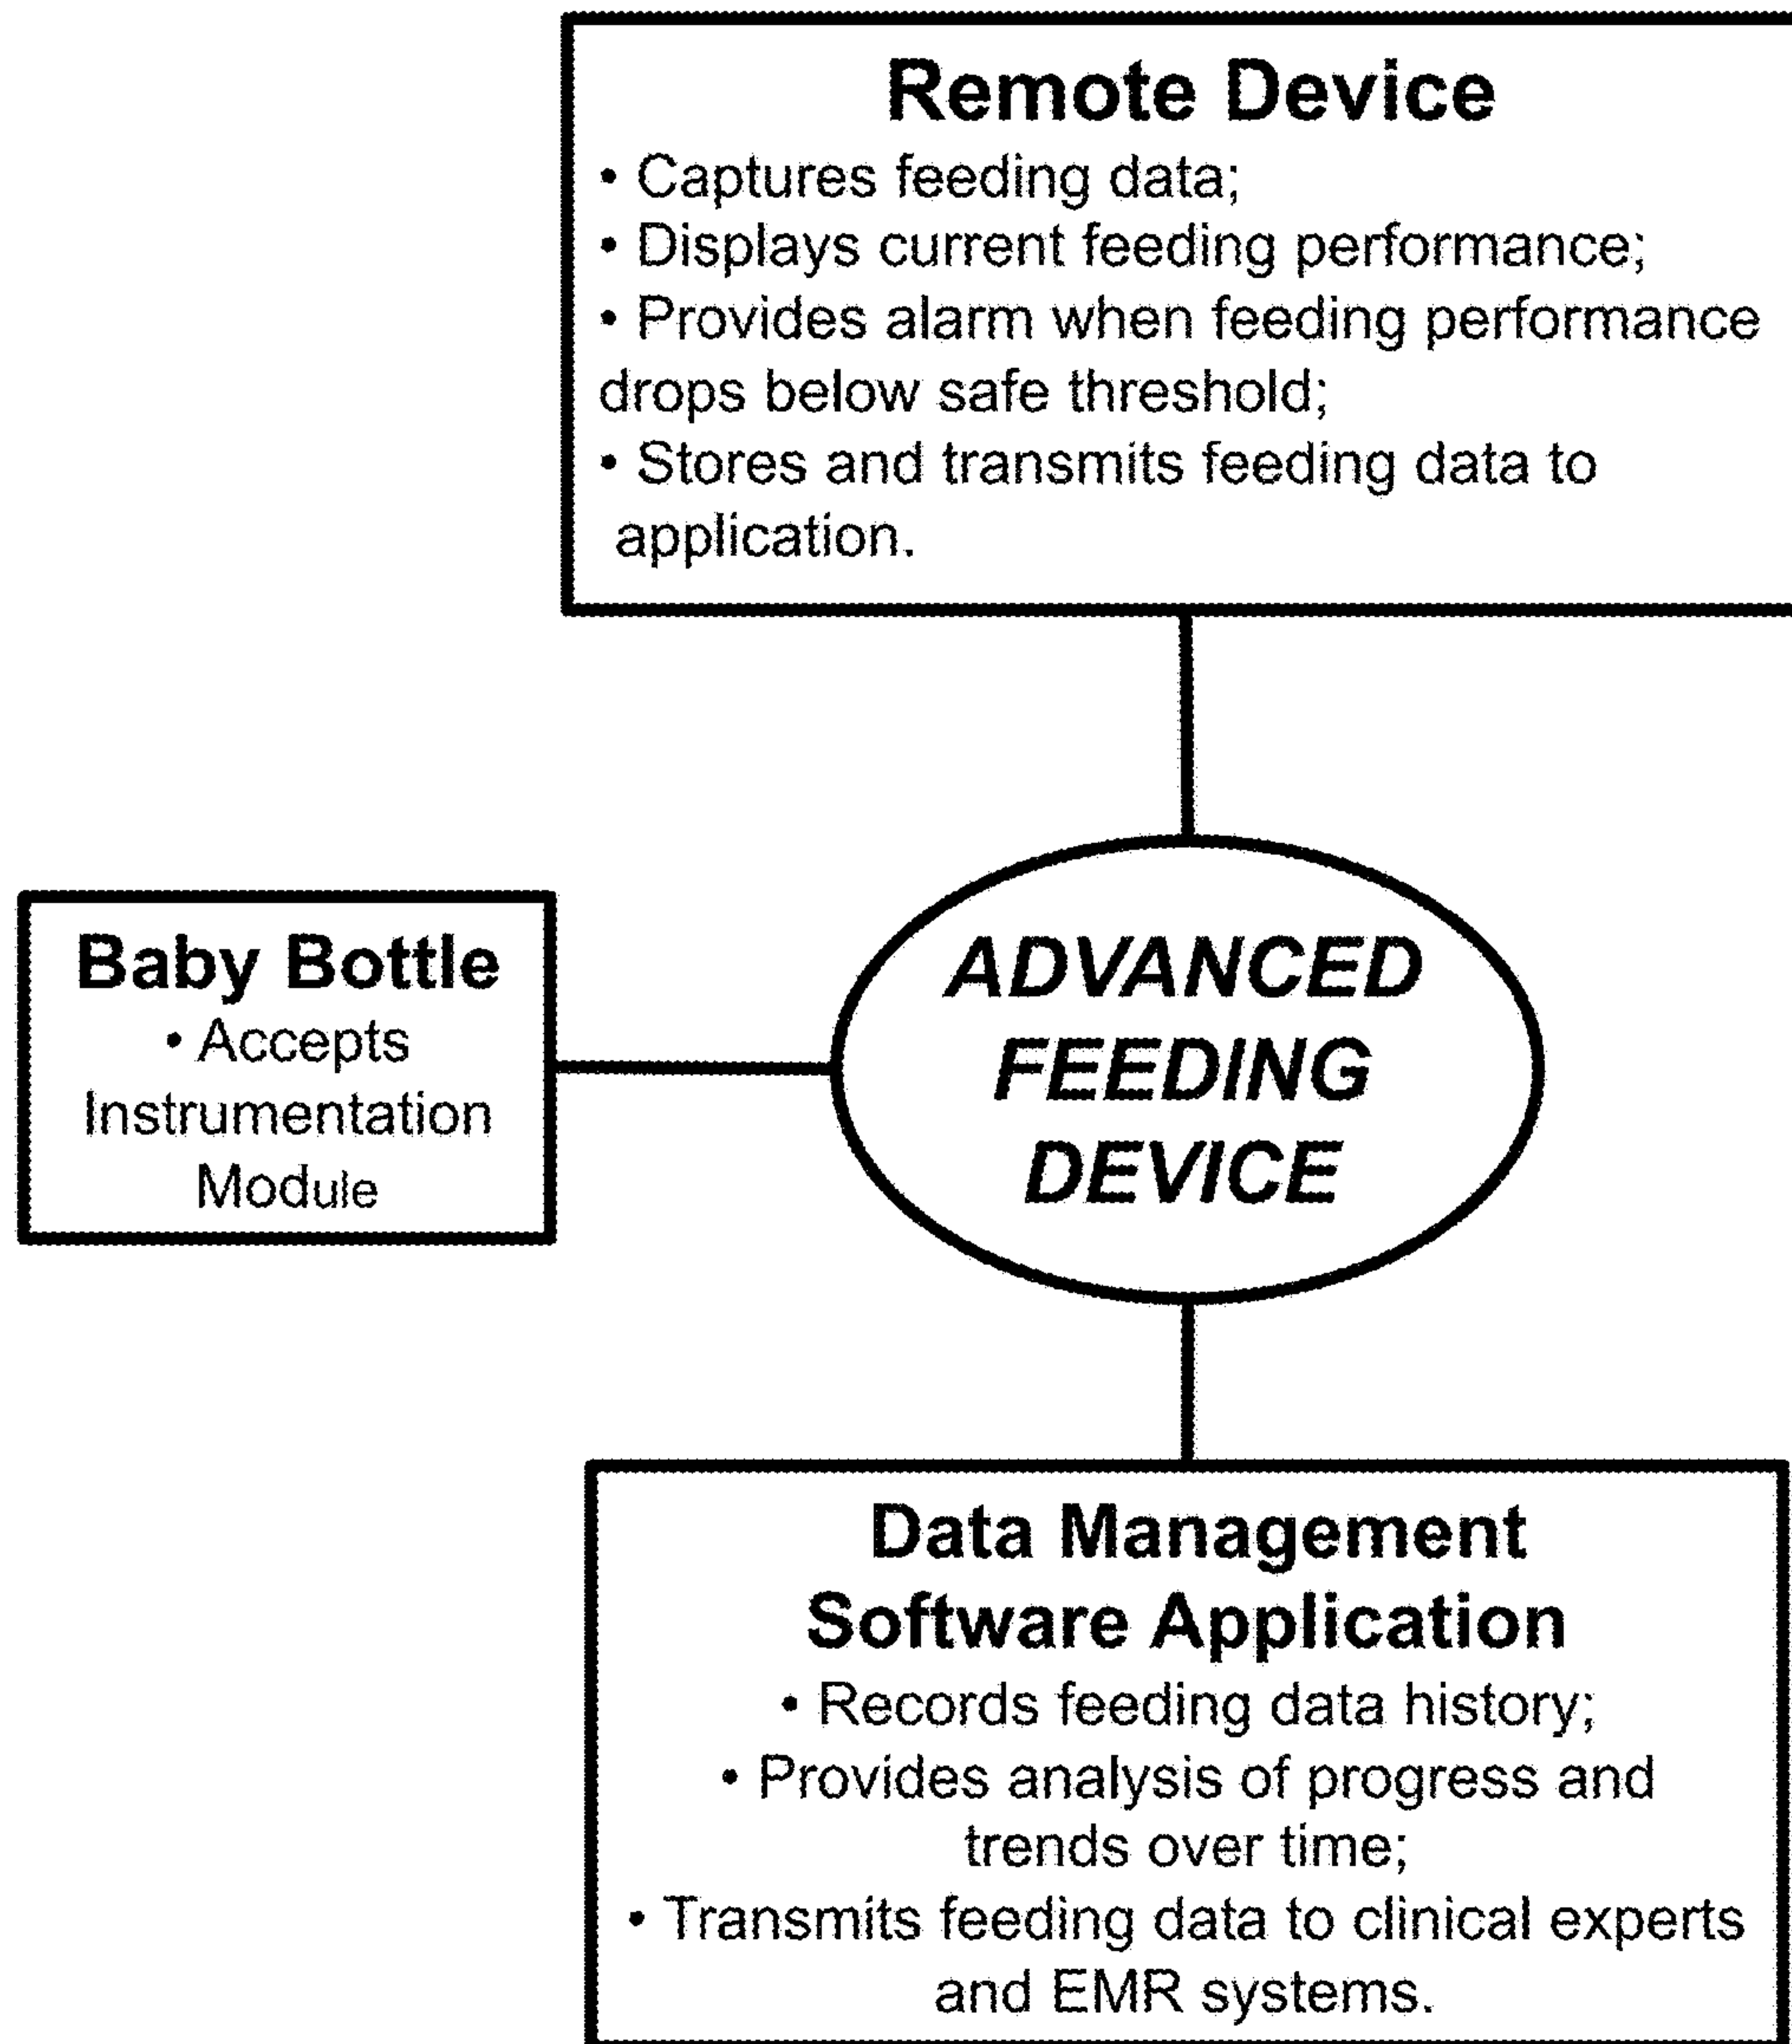 Remote Device
• Captures feeding data;
• Displays current feeding performance;
• Provides alarm when feeding performance
drops below safe threshold;
• Stores and transmits feeding data to
application.
Baby Bottle
• Accepts
Instrumentation
Module
ADVANCED
FEEDING
DEVICE
Data Management
Software Application
• Records feeding data history;
• Provides analysis of progress and
trends over time;
• Transmits feeding data to clinical experts
and EMR systems.